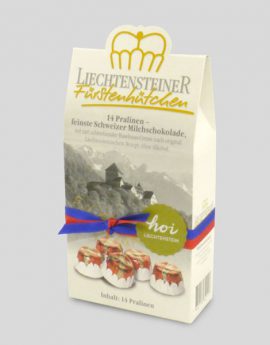 LIECHTENSTEINER
Fürstenhütchen
14 Pralinen –
feinste Schweizer Milchschokolade,
hoi
LIECHTENSTEIN
Inhalt: 14 Pralinen